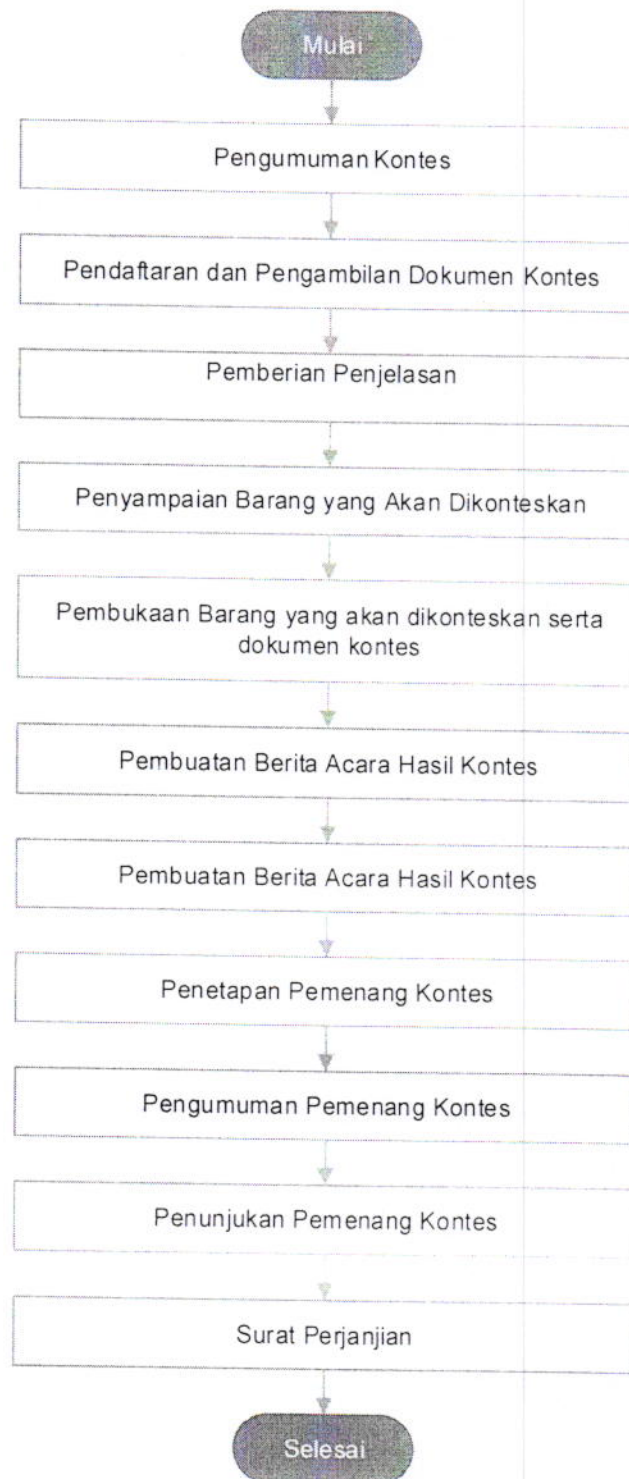 Mulai
Pengumuman Kontes
Pendaftaran dan Pengambilan Dokumen Kontes
Pemberian Penjelasan
Penyampaian Barang yang Akan Dikonteskan
Pembukaan Barang yang akan dikonteskan serta
dokumen kontes
Pembuatan Berita Acara Hasil Kontes
Pembuatan Berita Acara Hasil Kontes
Penetapan Pemenang Kontes
Pengumuman Pemenang Kontes
Penunjukan Pemenang Kontes
Surat Perjanjian
Selesai